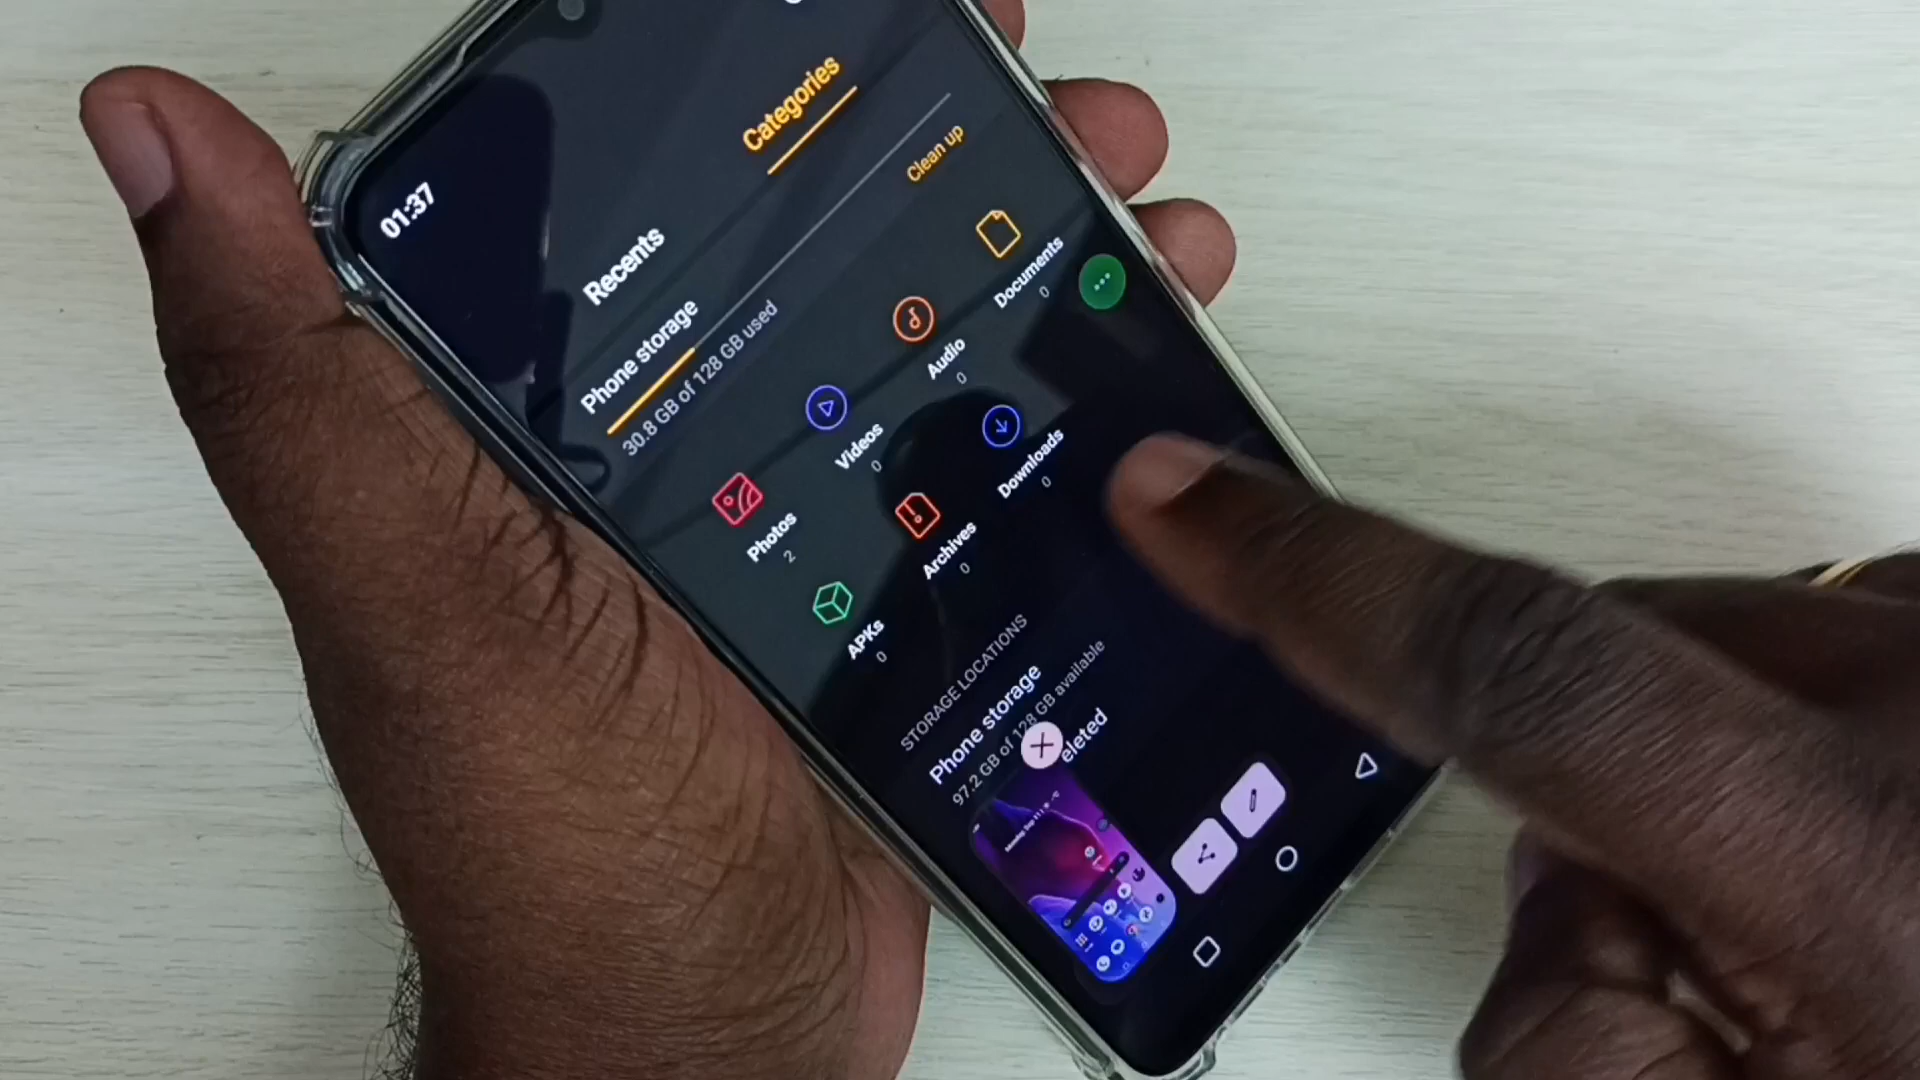 01:37
Recents
Categories
Phone storage
30.8 GB of 128 GB used
Clean up
Photos
2
Videos
0
Audio
0
Documents
0
APKs
0
Archives
0
Downloads
0
STORAGE LOCATIONS
Phone storage
97.2 GB of 128 GB available
eleted